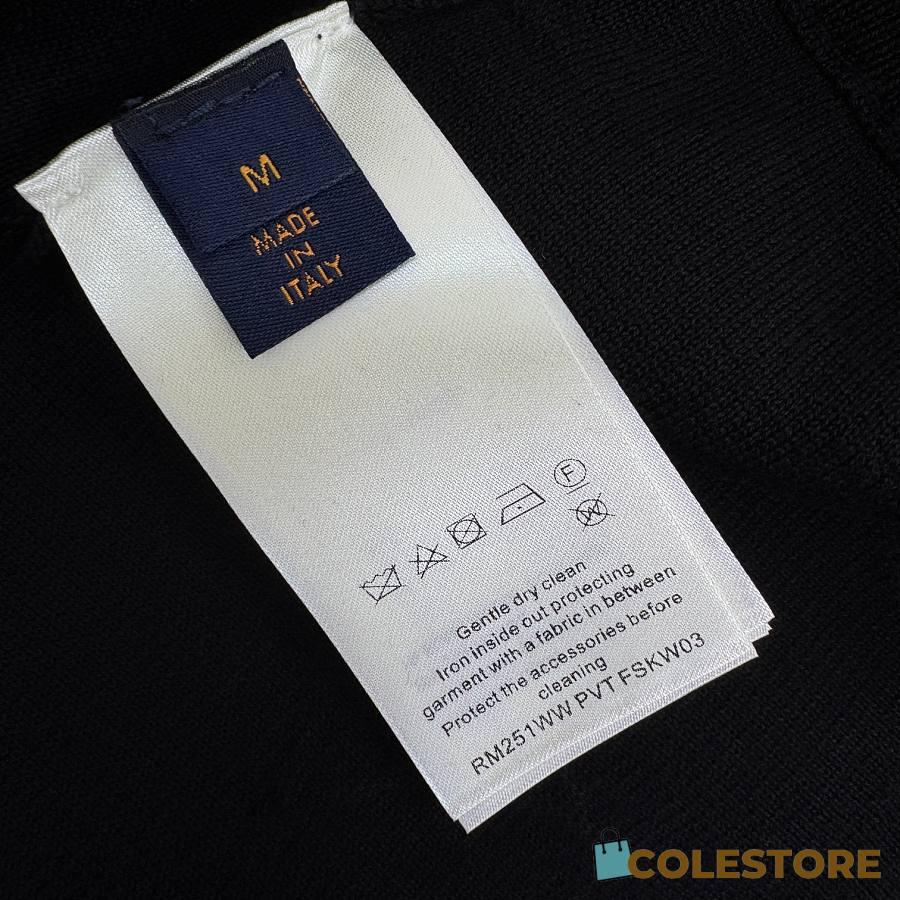 M
MADE
IN
ITALY
F
W
Gentle dry clean
Iron inside out protecting
garment with a fabric in between
Protect the accessories before
cleaning
RM251WW PVT FSKW03
COLESTORE